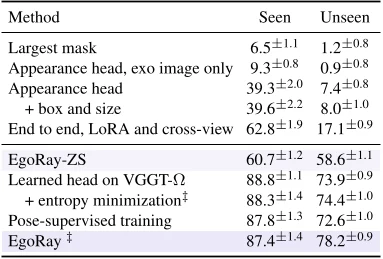 Method Seen Unseen
Largest mask 6.5±1.1 1.2±0.8
Appearance head, exo image only 9.3±0.8 0.9±0.8
Appearance head 39.3±2.0 7.4±0.8
+ box and size 39.6±2.2 8.0±1.0
End to end, LoRA and cross-view 62.8±1.9 17.1±0.9
EgoRay-ZS 60.7±1.2 58.6±1.1
Learned head on VGGT-Ω 88.8±1.1 73.9±0.9
+ entropy minimization‡ 88.3±1.4 74.4±1.0
Pose-supervised training 87.8±1.3 72.6±1.0
EgoRay ‡ 87.4±1.4 78.2±0.9